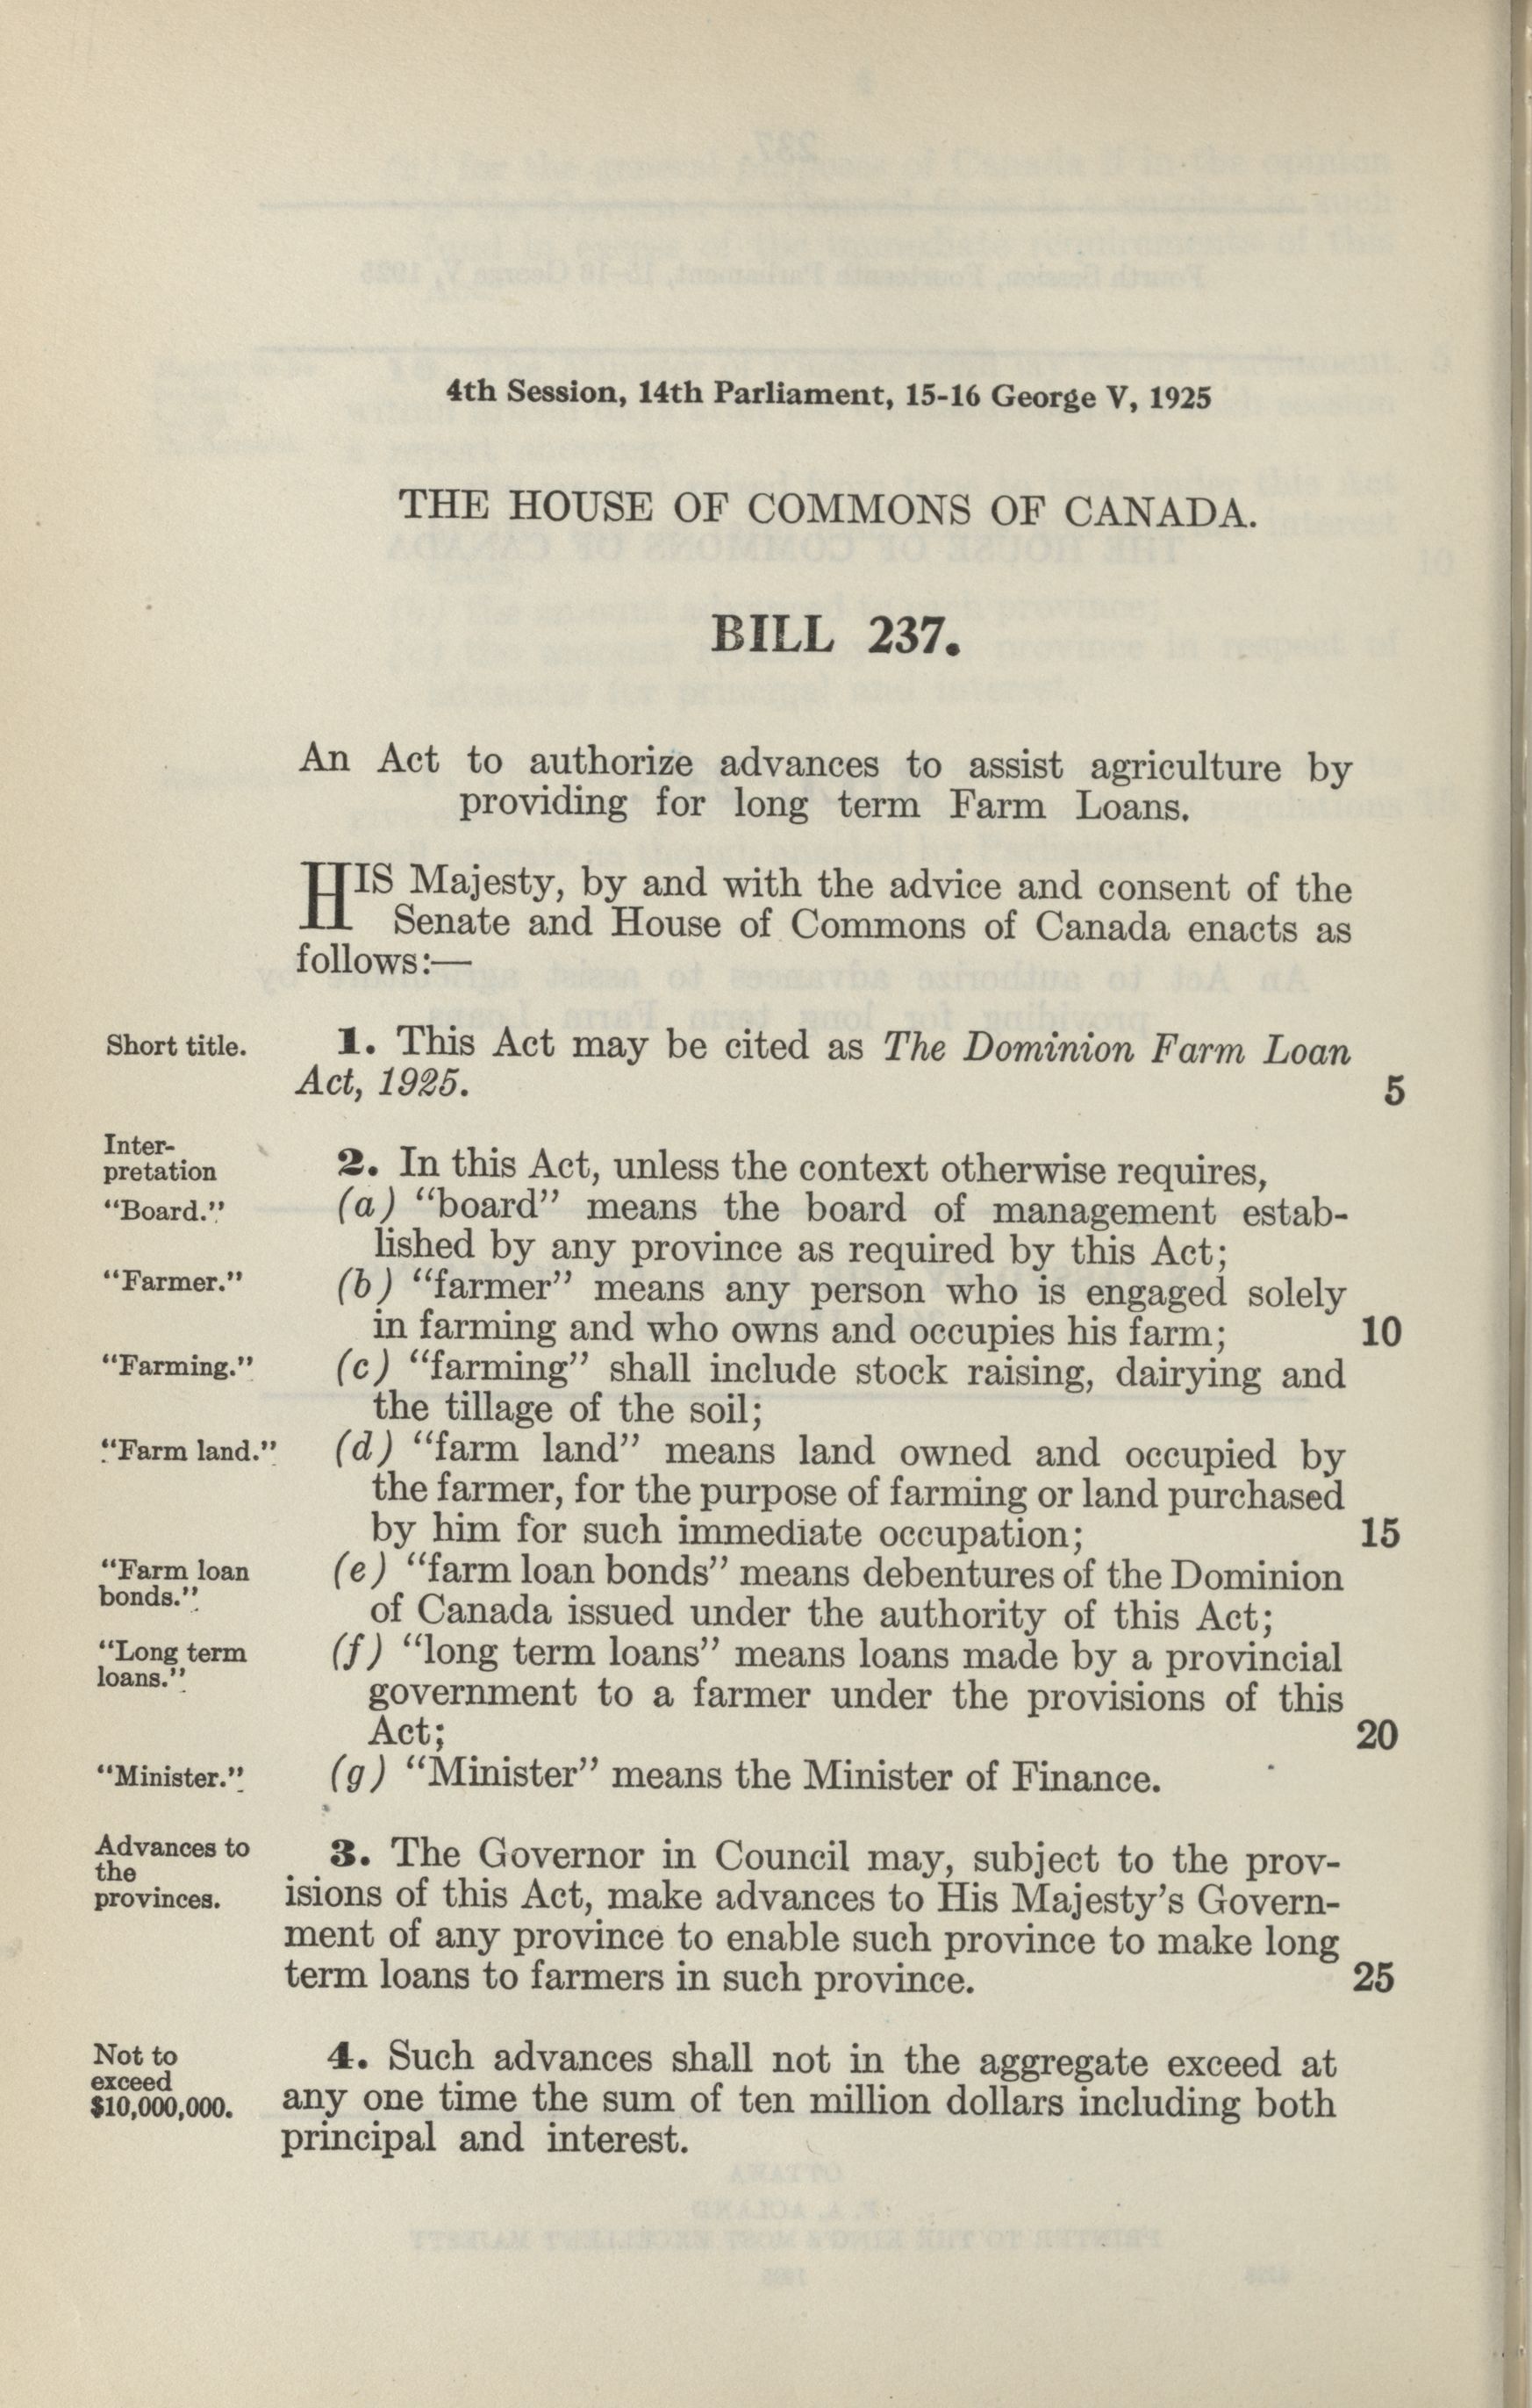 4th Session, 14th Parliament, 15-16 George V, 1925
THE HOUSE OF COMMONS OF CANADA.
BILL 237.
An Act to authorize advances to assist agriculture by
providing for long term Farm Loans.
HIS Majesty, by and with the advice and consent of the
Senate and House of Commons of Canada enacts as
follows:—
Short title.
1. This Act may be cited as The Dominion Farm Loan
Act, 1925.
5
Inter-
pretation
2. In this Act, unless the context otherwise requires,
"Board."
(a) "board" means the board of management estab-
lished by any province as required by this Act;
"Farmer."
(b) "farmer" means any person who is engaged solely
in farming and who owns and occupies his farm;
10
"Farming."
(c) "farming" shall include stock raising, dairying and
the tillage of the soil;
"Farm land."
(d) "farm land" means land owned and occupied by
the farmer, for the purpose of farming or land purchased
by him for such immediate occupation;
15
"Farm loan
bonds."
(e) "farm loan bonds" means debentures of the Dominion
of Canada issued under the authority of this Act;
"Long term
loans."
(f) "long term loans" means loans made by a provincial
government to a farmer under the provisions of this
Act;
20
"Minister."
(g) "Minister" means the Minister of Finance.
Advances to
the
provinces.
3. The Governor in Council may, subject to the prov-
isions of this Act, make advances to His Majesty's Govern-
ment of any province to enable such province to make long
term loans to farmers in such province.
25
Not to
exceed
$10,000,000.
4. Such advances shall not in the aggregate exceed at
any one time the sum of ten million dollars including both
principal and interest.